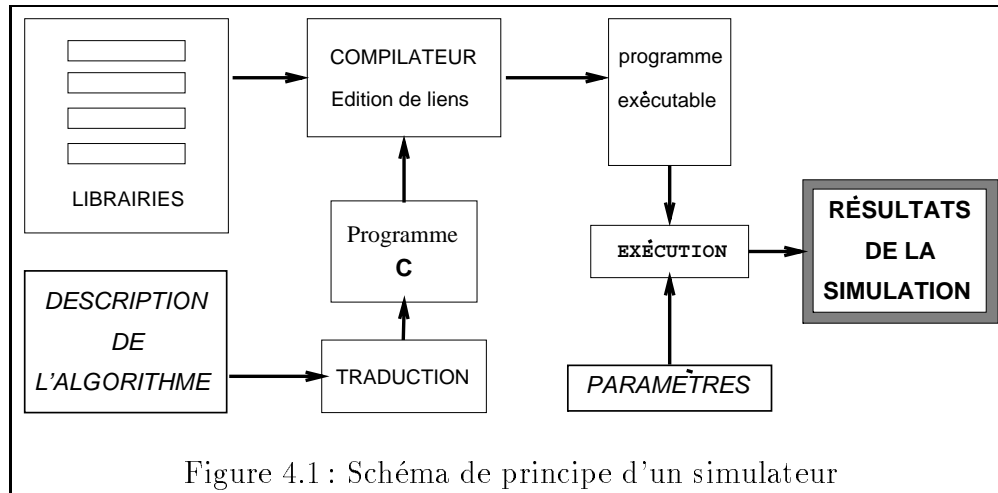 LIBRAIRIES
COMPILATEUR
Edition de liens
programme
exécutable
Programme
C
DESCRIPTION
DE
L'ALGORITHME
TRADUCTION
EXÉCUTION
PARAMÈTRES
RÉSULTATS
DE LA
SIMULATION
Figure 4.1 : Schéma de principe d'un simulateur